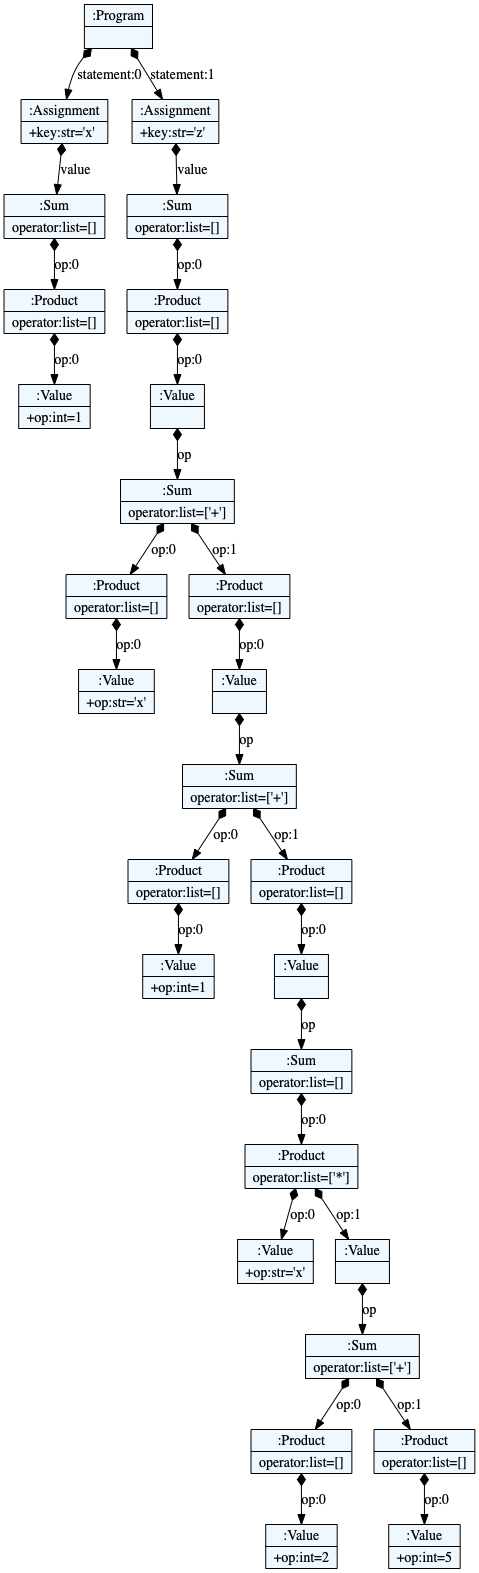 :Program
statement:0
statement:1
:Assignment
+key:str='x'
:Assignment
+key:str='z'
value
value
:Sum
operator:list=[]
:Sum
operator:list=[]
op:0
op:0
:Product
operator:list=[]
:Product
operator:list=[]
op:0
op:0
:Value
+op:int=1
:Value
op
:Sum
operator:list=['+']
op:0
op:1
:Product
operator:list=[]
:Product
operator:list=[]
op:0
op:0
:Value
+op:str='x'
:Value
op
:Sum
operator:list=['+']
op:0
op:1
:Product
operator:list=[]
:Product
operator:list=[]
op:0
op:0
:Value
+op:int=1
:Value
op
:Sum
operator:list=[]
op:0
:Product
operator:list=['*']
op:0
op:1
:Value
+op:str='x'
:Value
op
:Sum
operator:list=['+']
op:0
op:1
:Product
operator:list=[]
:Product
operator:list=[]
op:0
op:0
:Value
+op:int=2
:Value
+op:int=5